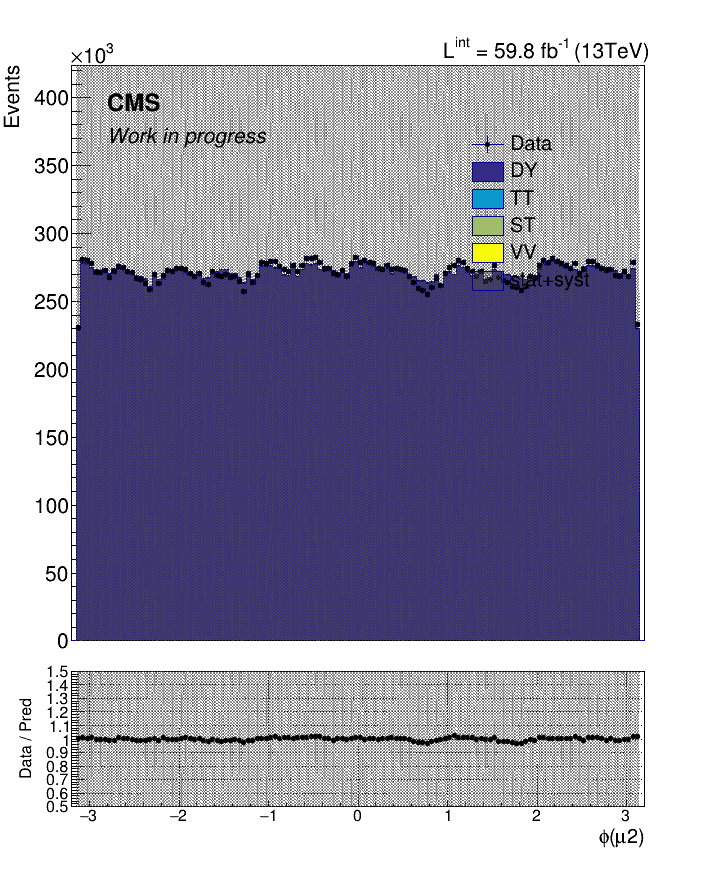 ×10³
L^int = 59.8 fb⁻¹ (13TeV)
Events
CMS
Work in progress
Data
DY
TT
ST
VV
stat+syst
400
350
300
250
200
150
100
50
0
Data / Pred
1.5
1.4
1.3
1.2
1.1
1
0.9
0.8
0.7
0.6
0.5
−3 −2 −1 0 1 2 3
ϕ(μ2)